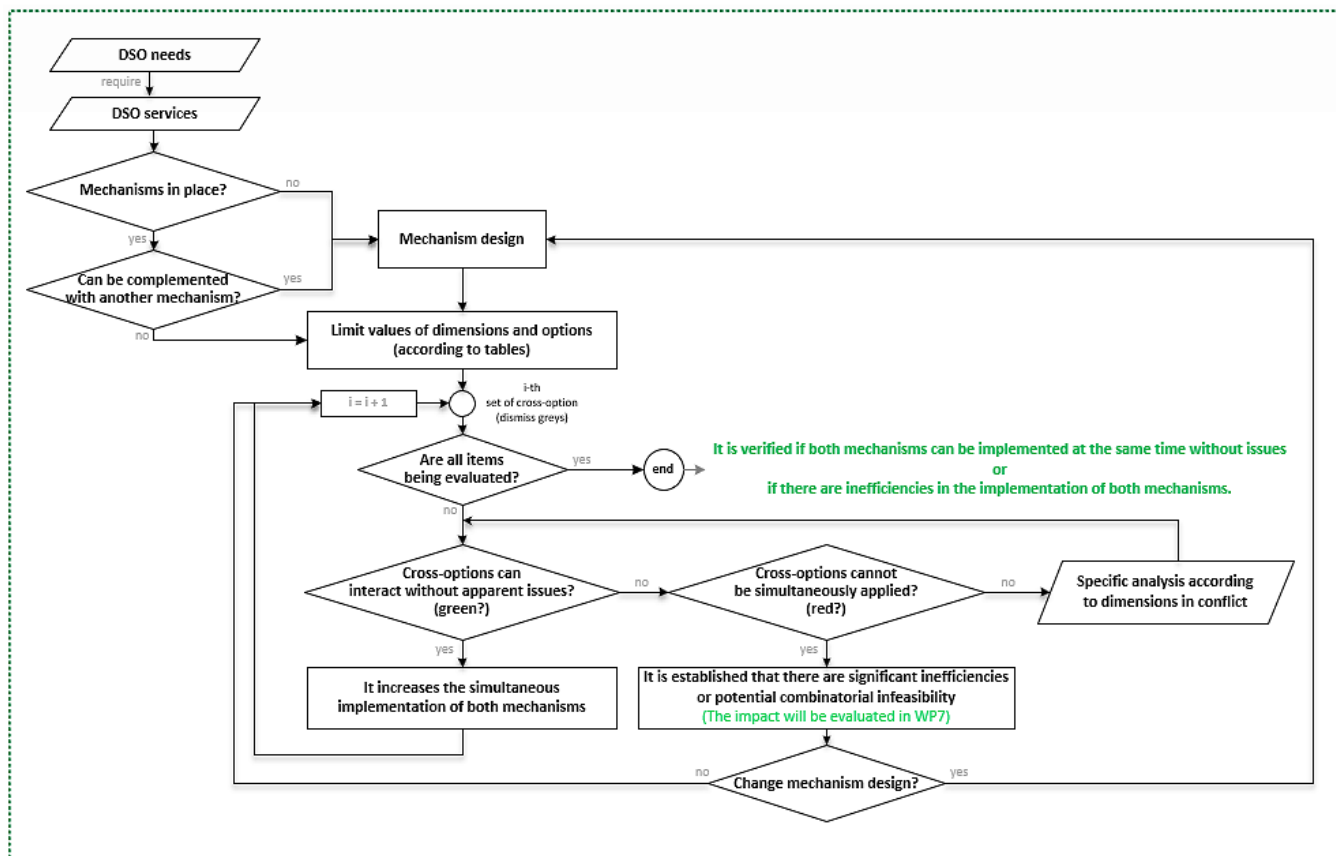 DSO needs
require
DSO services
Mechanisms in place?
no
yes
Mechanism design
Can be complemented
with another mechanism?
yes
no
Limit values of dimensions and options
(according to tables)
i = i + 1
i-th
set of cross-option
(dismiss greys)
Are all items
being evaluated?
yes
end
no
It is verified if both mechanisms can be implemented at the same time without issues
or
if there are inefficiencies in the implementation of both mechanisms.
Cross-options can
interact without apparent issues?
(green?)
no
yes
Cross-options cannot
be simultaneously applied?
(red?)
no
yes
Specific analysis according
to dimensions in conflict
It increases the simultaneous
implementation of both mechanisms
It is established that there are significant inefficiencies
or potential combinatorial infeasibility
(The impact will be evaluated in WP7)
no
Change mechanism design?
yes